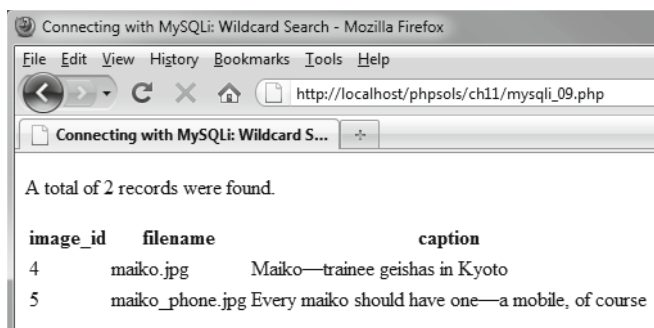 Connecting with MySQLi: Wildcard Search - Mozilla Firefox
File Edit View History Bookmarks Tools Help
http://localhost/phpsols/ch11/mysqli_09.php
Connecting with MySQLi: Wildcard S...
A total of 2 records were found.
image_id filename caption
4 maiko.jpg Maiko—trainee geishas in Kyoto
5 maiko_phone.jpg Every maiko should have one—a mobile, of course